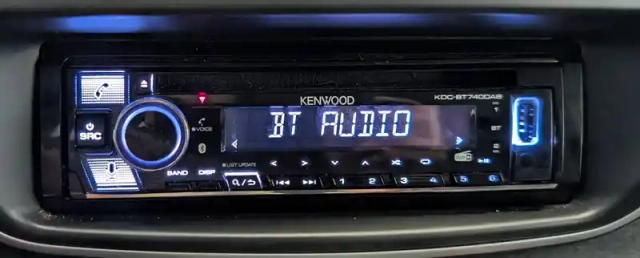 KENWOOD
KDC-BT740DAB
BT AUDIO
SRC
VOICE
LIST UPDATE
BAND DISP
1 2 3 4 5 6
BT